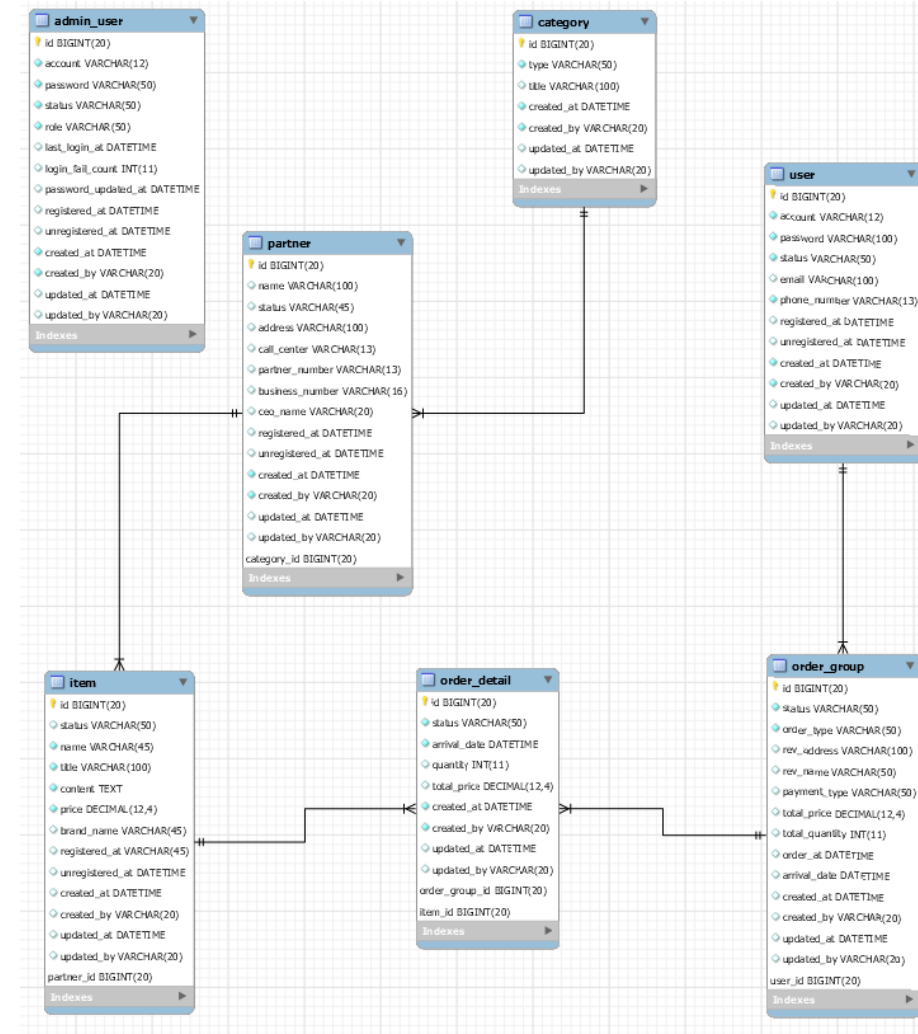 admin_user
id BIGINT(20)
account VARCHAR(12)
password VARCHAR(50)
status VARCHAR(50)
role VARCHAR(50)
last_login_at DATETIME
login_fail_count INT(11)
password_updated_at DATETIME
registered_at DATETIME
unregistered_at DATETIME
created_at DATETIME
created_by VARCHAR(20)
updated_at DATETIME
updated_by VARCHAR(20)
Indexes
category
id BIGINT(20)
type VARCHAR(50)
title VARCHAR(100)
created_at DATETIME
created_by VARCHAR(20)
updated_at DATETIME
updated_by VARCHAR(20)
Indexes
user
id BIGINT(20)
account VARCHAR(12)
password VARCHAR(100)
status VARCHAR(50)
email VARCHAR(100)
phone_number VARCHAR(13)
registered_at DATETIME
unregistered_at DATETIME
created_at DATETIME
created_by VARCHAR(20)
updated_at DATETIME
updated_by VARCHAR(20)
Indexes
partner
id BIGINT(20)
name VARCHAR(100)
status VARCHAR(45)
address VARCHAR(100)
call_center VARCHAR(13)
partner_number VARCHAR(13)
business_number VARCHAR(16)
ceo_name VARCHAR(20)
registered_at DATETIME
unregistered_at DATETIME
created_at DATETIME
created_by VARCHAR(20)
updated_at DATETIME
updated_by VARCHAR(20)
category_id BIGINT(20)
Indexes
item
id BIGINT(20)
status VARCHAR(50)
name VARCHAR(45)
title VARCHAR(100)
content TEXT
price DECIMAL(12,4)
brand_name VARCHAR(45)
registered_at VARCHAR(45)
unregistered_at DATETIME
created_at DATETIME
created_by VARCHAR(20)
updated_at DATETIME
updated_by VARCHAR(20)
partner_id BIGINT(20)
Indexes
order_detail
id BIGINT(20)
status VARCHAR(50)
arrival_date DATETIME
quantity INT(11)
total_price DECIMAL(12,4)
created_at DATETIME
created_by VARCHAR(20)
updated_at DATETIME
updated_by VARCHAR(20)
order_group_id BIGINT(20)
item_id BIGINT(20)
Indexes
order_group
id BIGINT(20)
status VARCHAR(50)
order_type VARCHAR(50)
rev_address VARCHAR(100)
rev_name VARCHAR(50)
payment_type VARCHAR(50)
total_price DECIMAL(12,4)
total_quantity INT(11)
order_at DATETIME
arrival_date DATETIME
created_at DATETIME
created_by VARCHAR(20)
updated_at DATETIME
updated_by VARCHAR(20)
user_id BIGINT(20)
Indexes